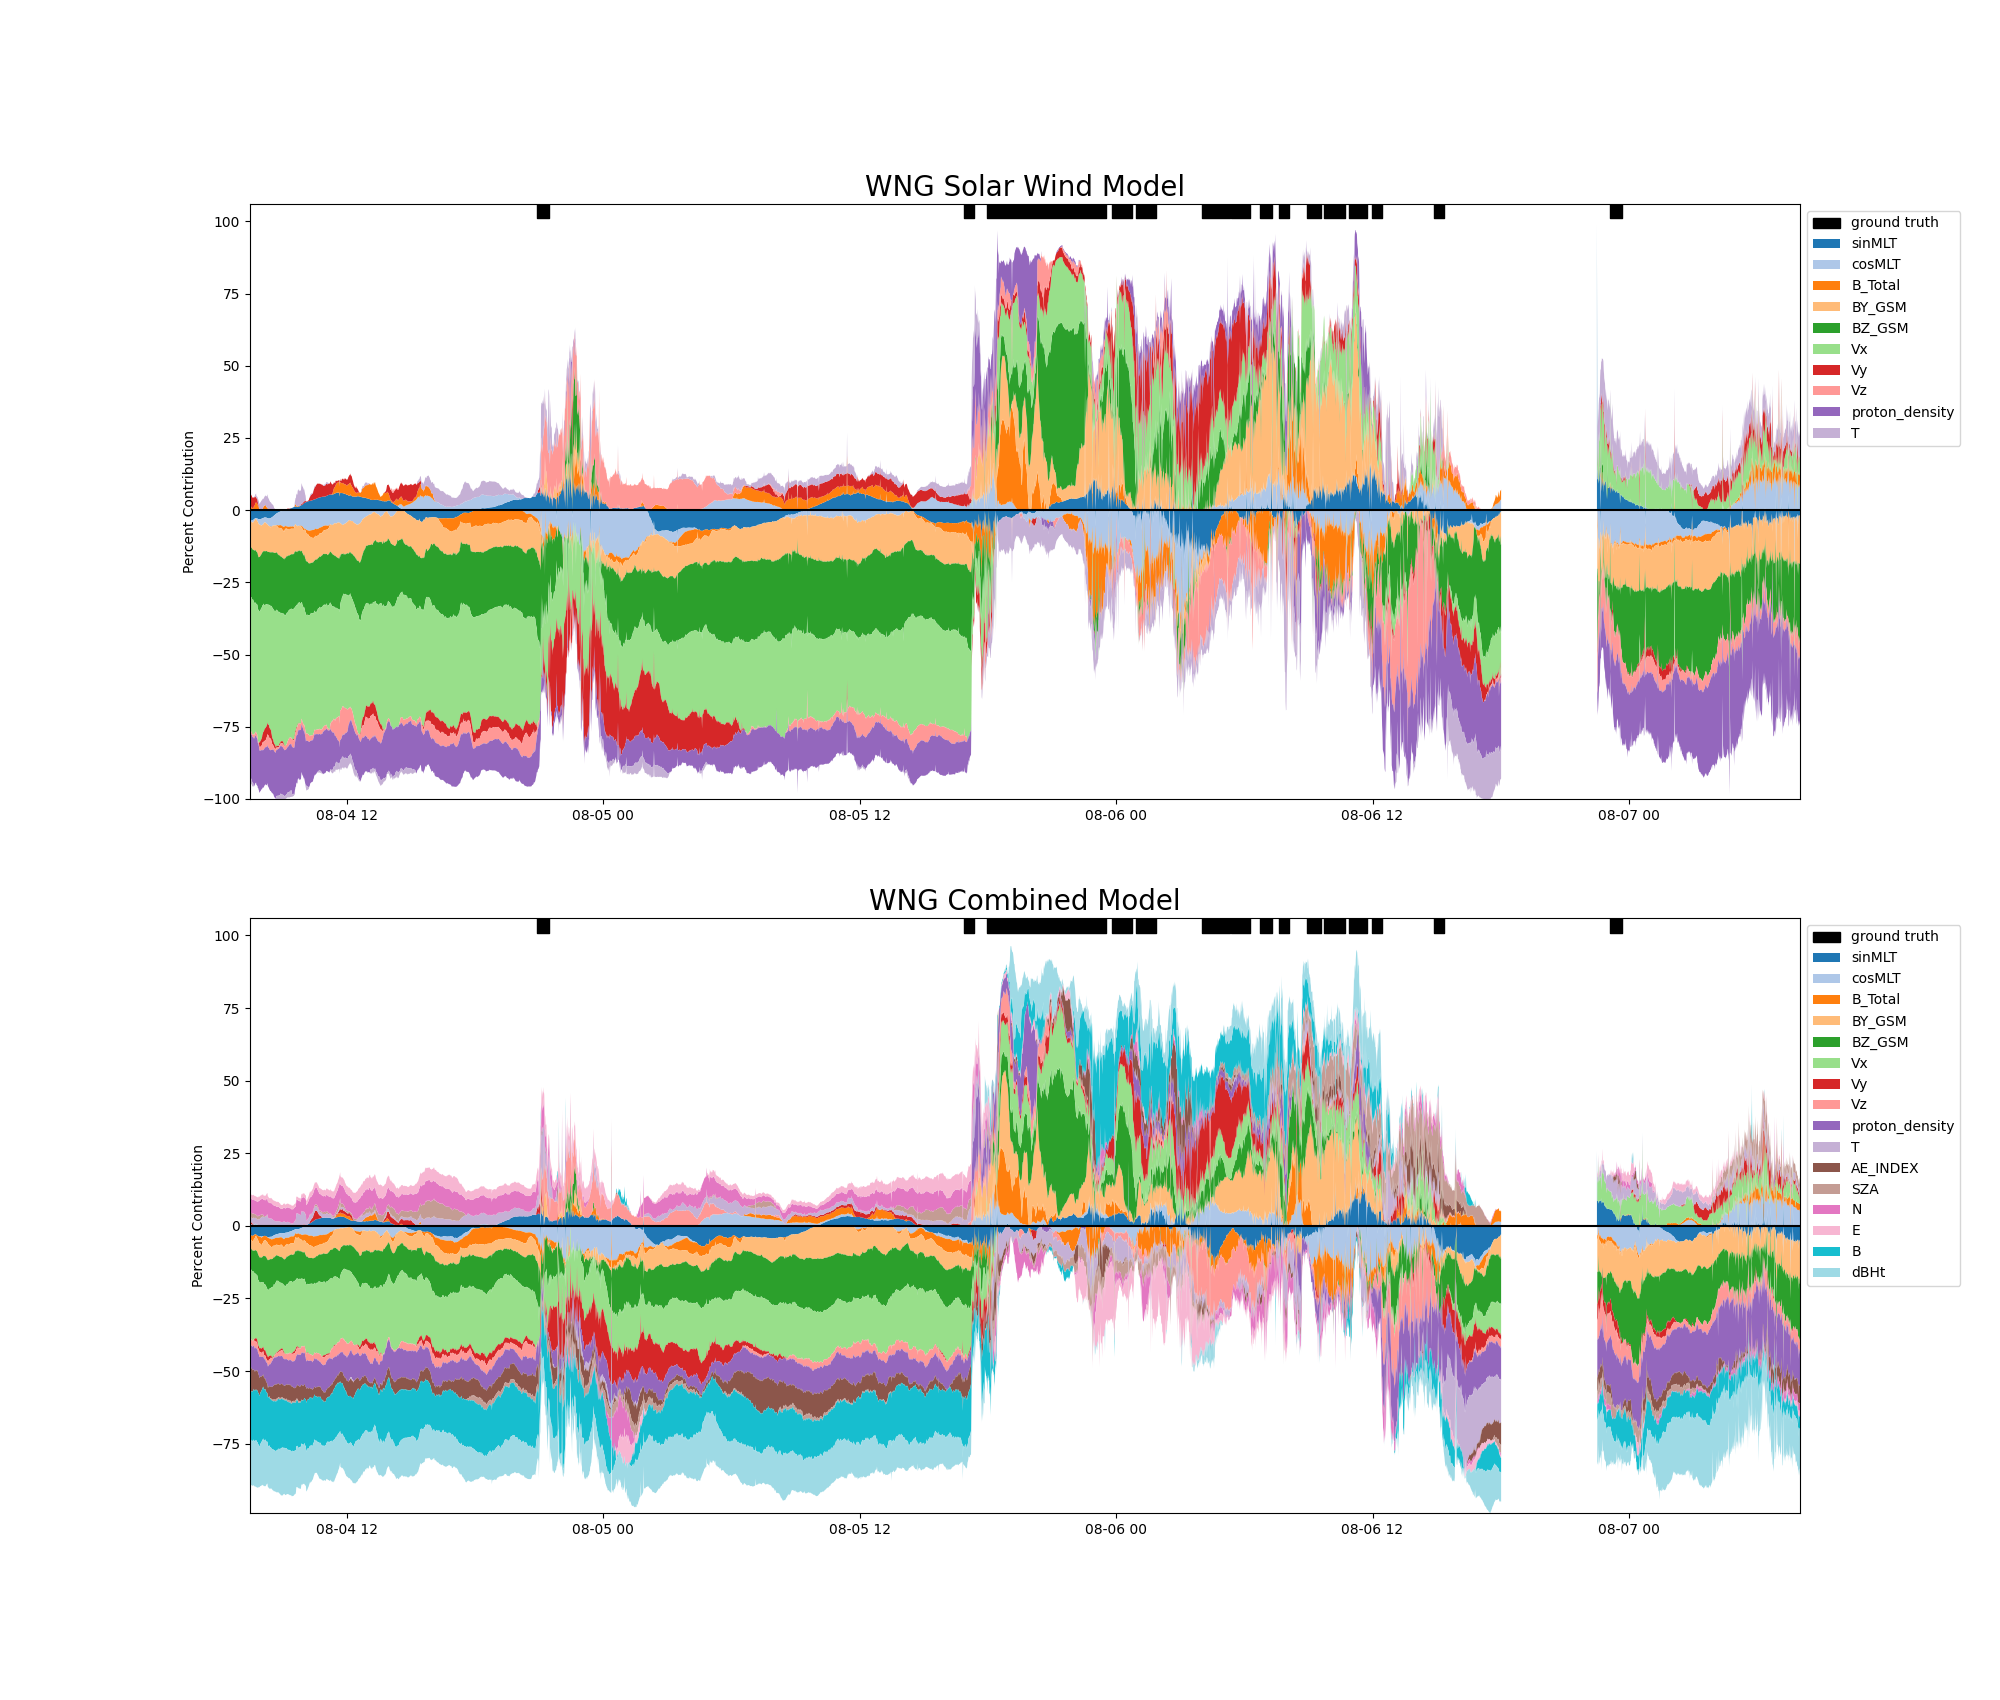 WNG Solar Wind Model
Percent Contribution
100
75
50
25
0
−25
−50
−75
−100
08-04 12
08-05 00
08-05 12
08-06 00
08-06 12
08-07 00
ground truth
sinMLT
cosMLT
B_Total
BY_GSM
BZ_GSM
Vx
Vy
Vz
proton_density
T
WNG Combined Model
Percent Contribution
100
75
50
25
0
−25
−50
−75
08-04 12
08-05 00
08-05 12
08-06 00
08-06 12
08-07 00
ground truth
sinMLT
cosMLT
B_Total
BY_GSM
BZ_GSM
Vx
Vy
Vz
proton_density
T
AE_INDEX
SZA
N
E
B
dBHt